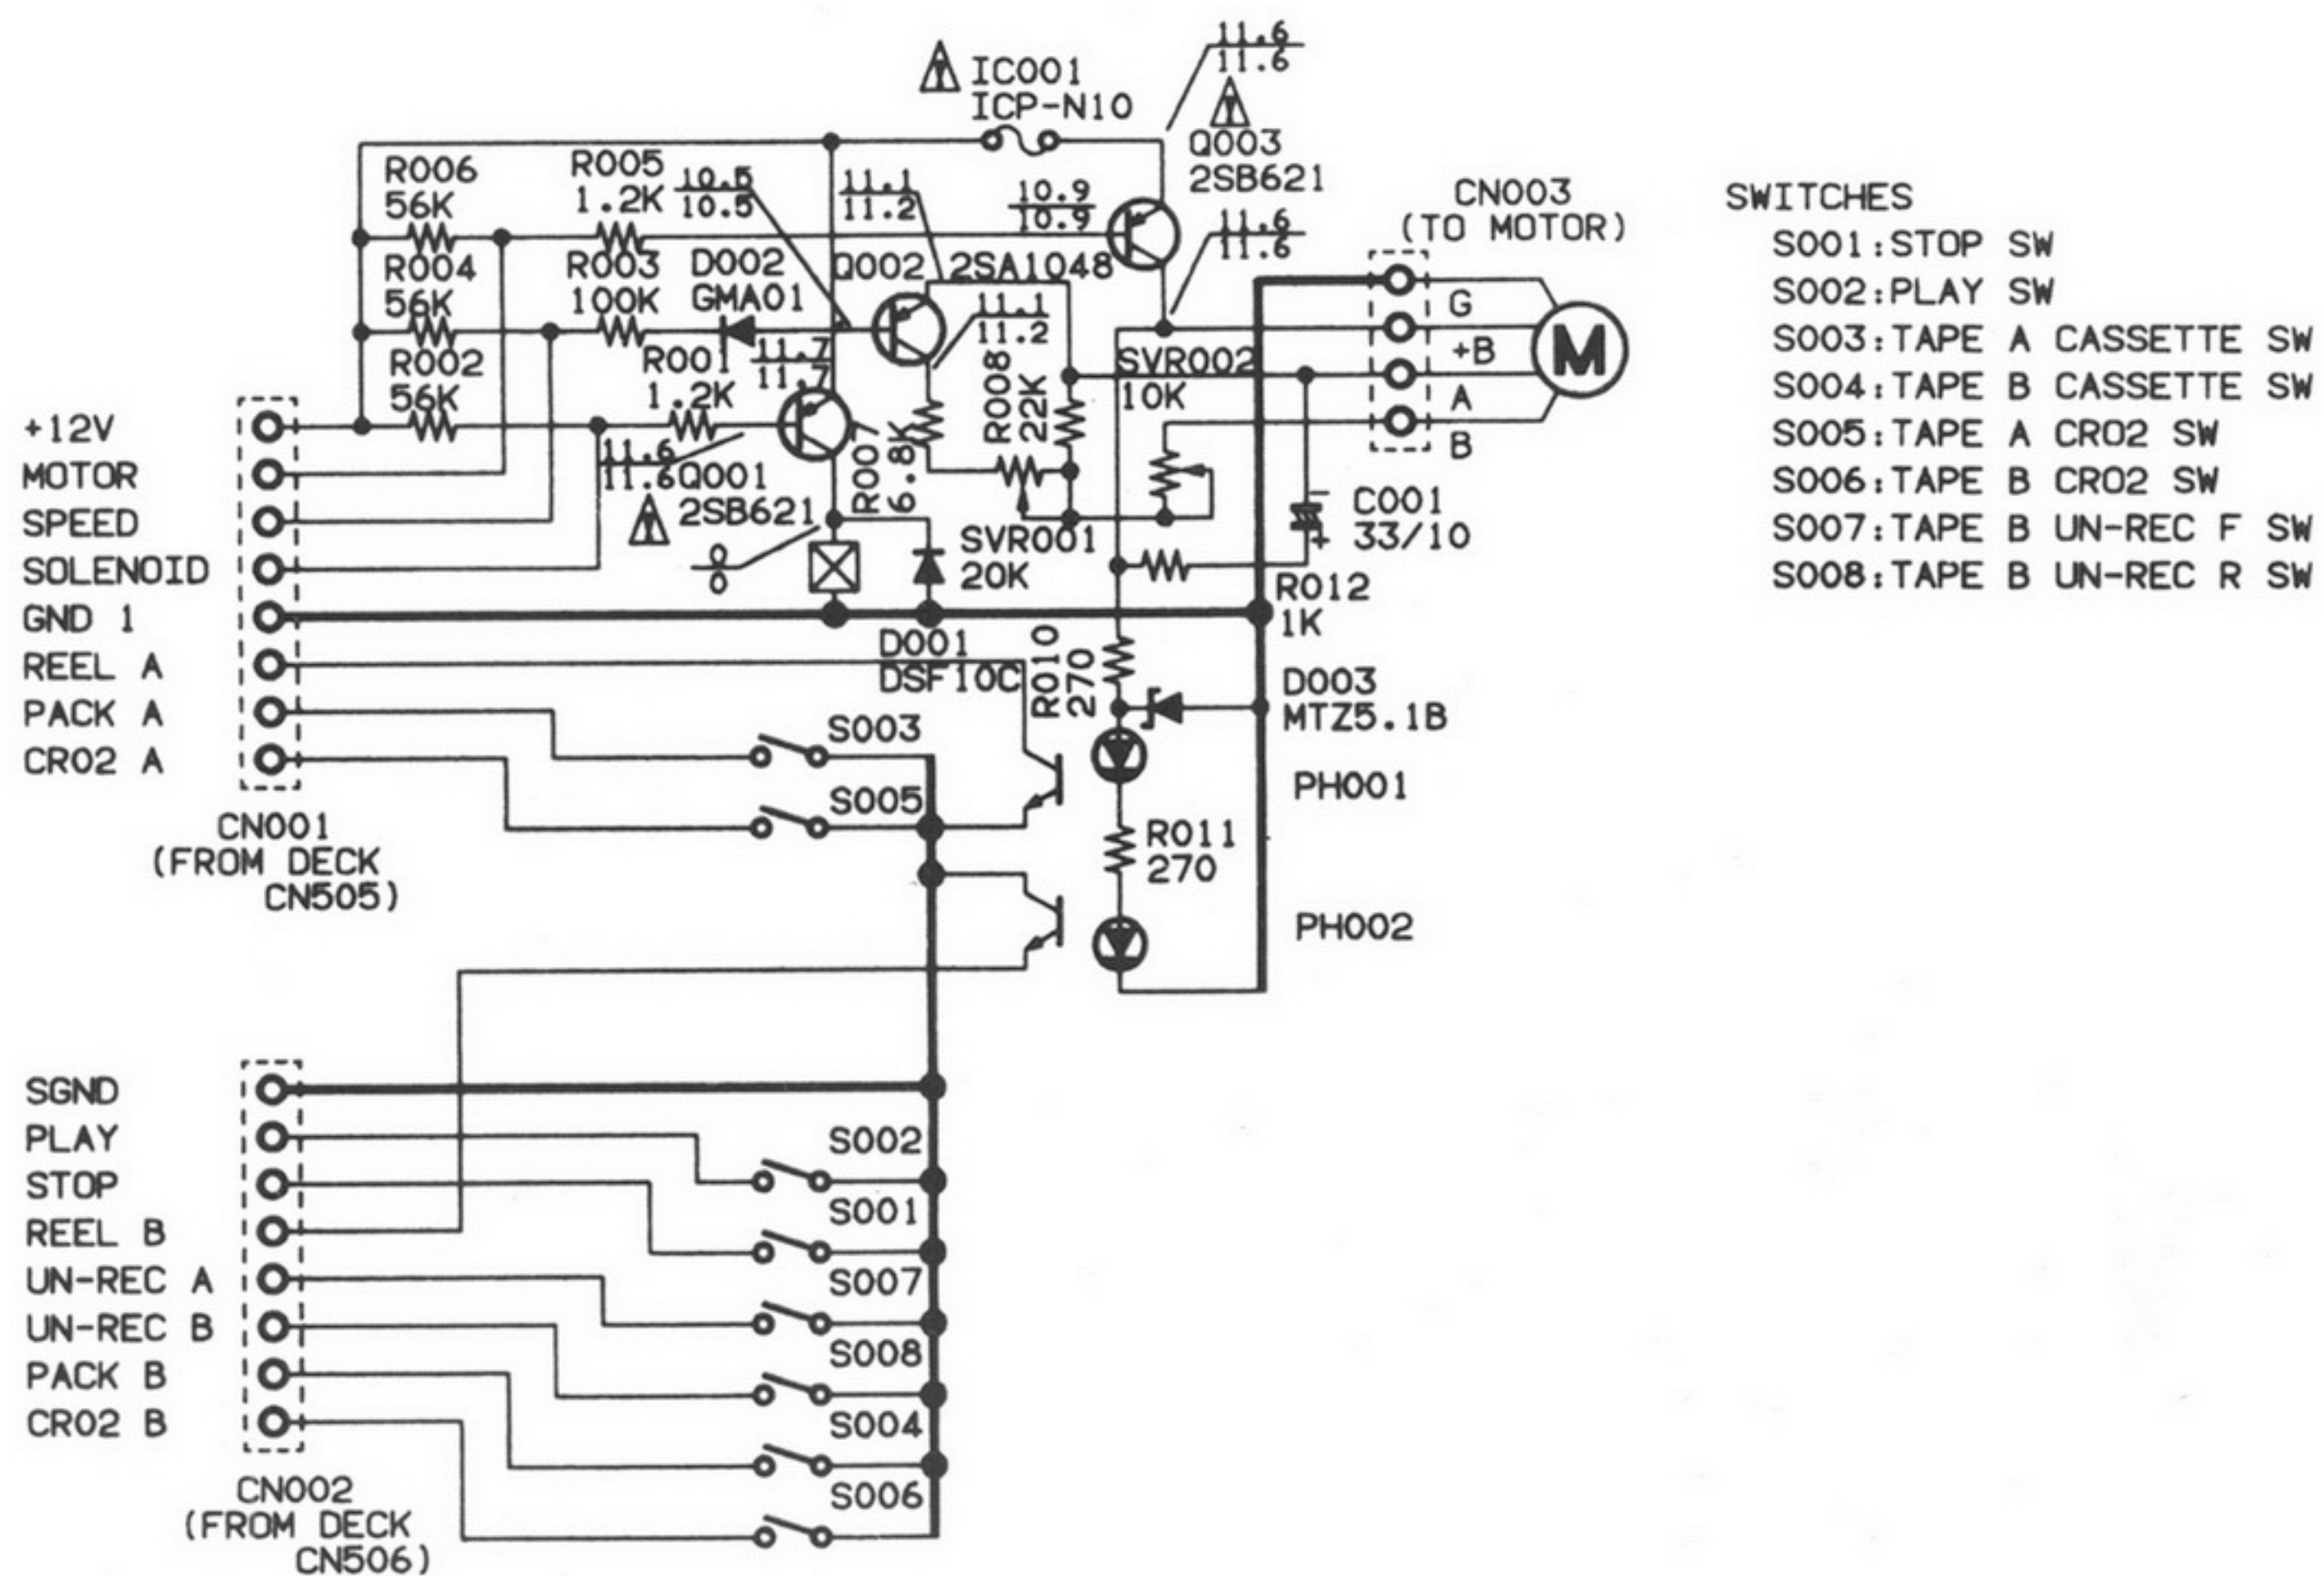 IC001
ICP-N10
11.6
11.6
Q003
2SB621
R006
56K
R005
1.2K
10.5
10.5
11.1
11.2
10.9
10.9
11.6
11.6
CN003
(TO MOTOR)
SWITCHES
S001:STOP SW
S002:PLAY SW
S003:TAPE A CASSETTE SW
S004:TAPE B CASSETTE SW
S005:TAPE A CRO2 SW
S006:TAPE B CRO2 SW
S007:TAPE B UN-REC F SW
S008:TAPE B UN-REC R SW
R004
56K
R003
100K
D002
GMA01
Q002 2SA1048
11.1
11.2
G
+B
A
B
M
R002
56K
R001
1.2K
11.7
11.7
R008
22K
SVR002
10K
+12V
MOTOR
SPEED
SOLENOID
GND 1
REEL A
PACK A
CRO2 A
11.6
11.6
Q001
2SB621
R007
6.8K
0
0
SVR001
20K
-
+
C001
33/10
R012
1K
D001
DSF10C
R010
270
D003
MTZ5.1B
S003
S005
PH001
R011
270
PH002
CN001
(FROM DECK
CN505)
SGND
PLAY
STOP
REEL B
UN-REC A
UN-REC B
PACK B
CRO2 B
S002
S001
S007
S008
S004
S006
CN002
(FROM DECK
CN506)